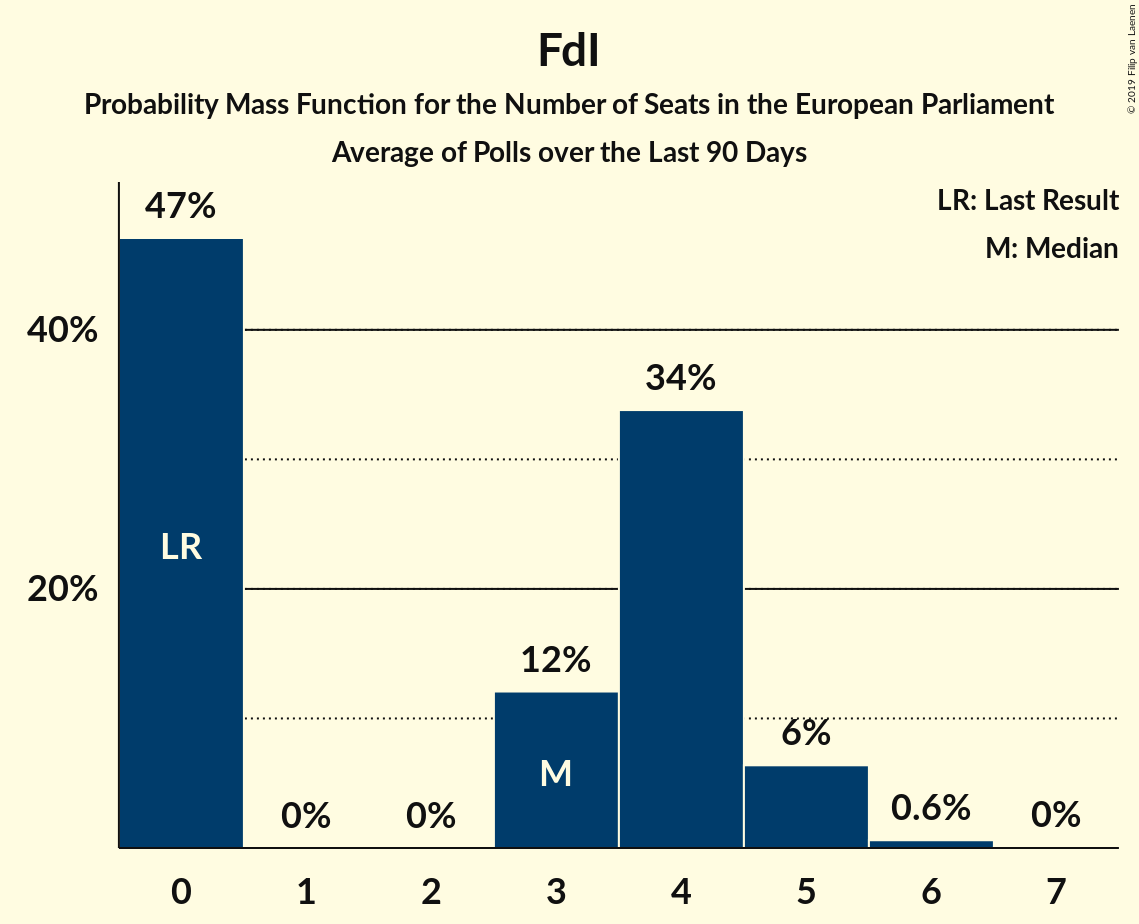 FdI
Probability Mass Function for the Number of Seats in the European Parliament
Average of Polls over the Last 90 Days
© 2019 Filip van Laenen
LR: Last Result
M: Median
47%
40%
34%
LR
20%
12%
M
6%
0%
0%
0.6%
0%
0
1
2
3
4
5
6
7